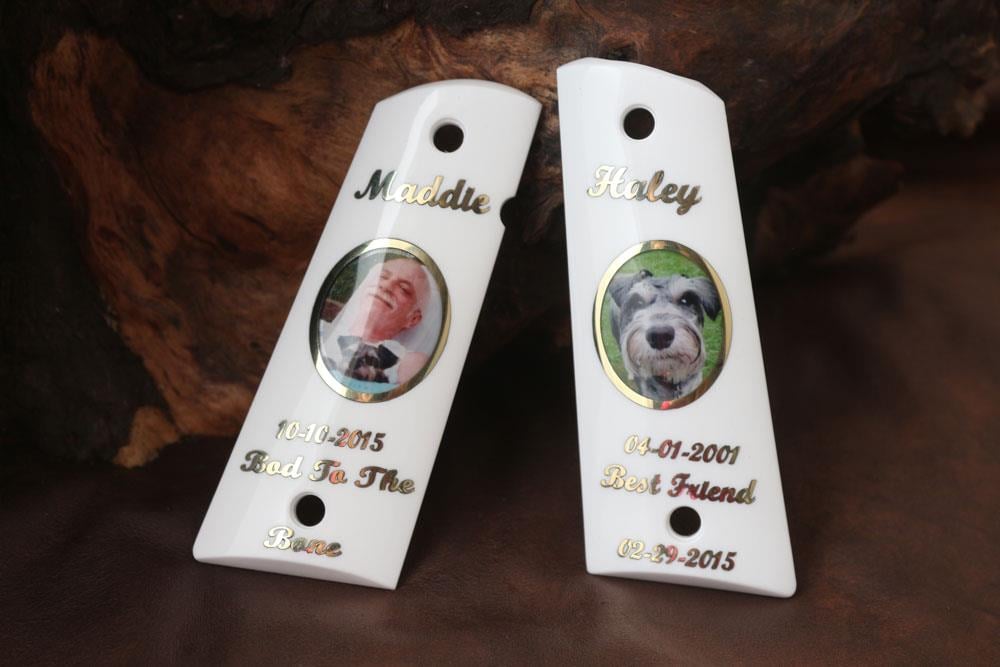 Maddie
10-10-2015
Bod To The
Bone
Haley
04-01-2001
Best Friend
02-29-2015